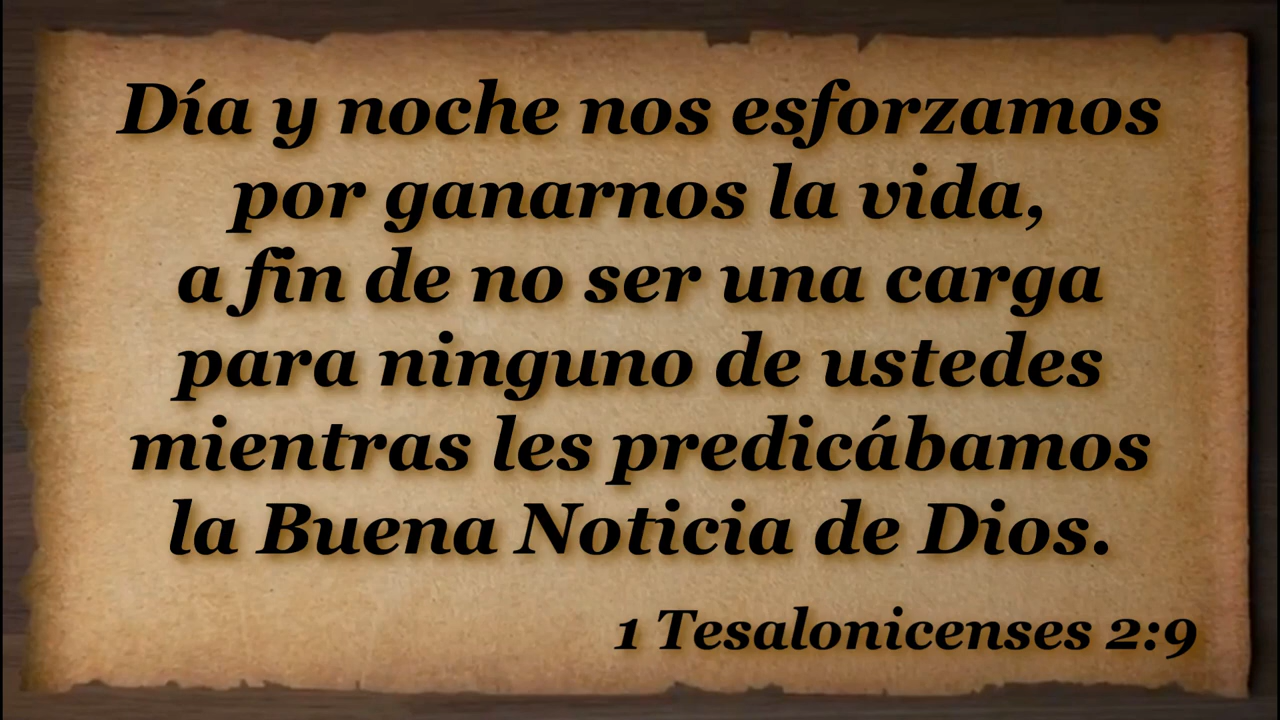 Día y noche nos esforzamos
por ganarnos la vida,
a fin de no ser una carga
para ninguno de ustedes
mientras les predicábamos
la Buena Noticia de Dios.
1 Tesalonicenses 2:9